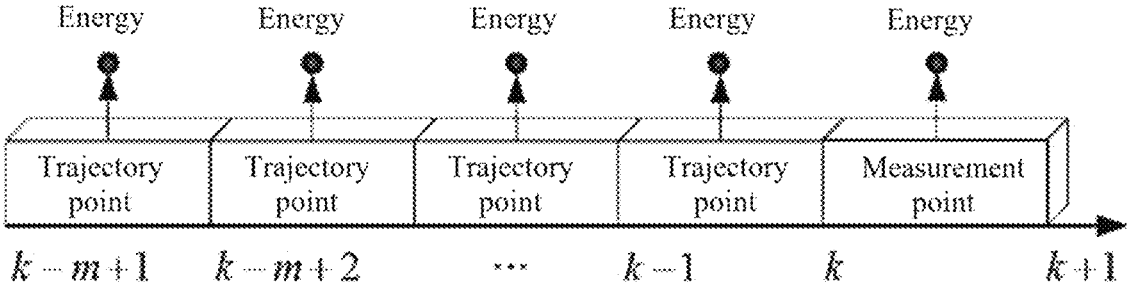 Energy Energy Energy Energy Energy
Trajectory point Trajectory point Trajectory point Trajectory point Measurement point
k−m+1 k−m+2 ··· k−1 k k+1